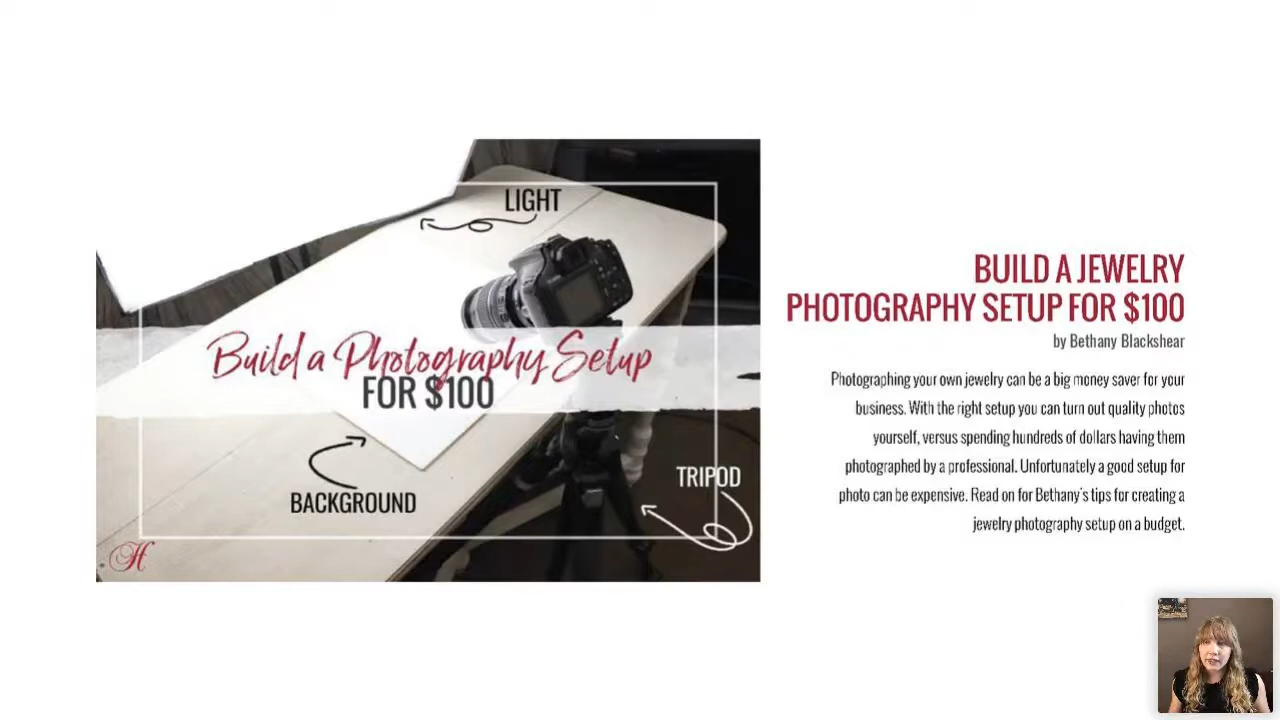 LIGHT
Build a Photography Setup
FOR $100
BACKGROUND
TRIPOD
H
BUILD A JEWELRY
PHOTOGRAPHY SETUP FOR $100
by Bethany Blackshear
Photographing your own jewelry can be a big money saver for your
business. With the right setup you can turn out quality photos
yourself, versus spending hundreds of dollars having them
photographed by a professional. Unfortunately a good setup for
photo can be expensive. Read on for Bethany's tips for creating a
jewelry photography setup on a budget.